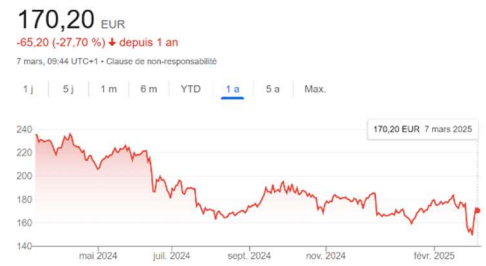 170,20 EUR
-65,20 (-27,70 %) ↓ depuis 1 an
7 mars, 09:44 UTC+1 • Clause de non-responsabilité
1 j 5 j 1 m 6 m YTD 1 a 5 a Max.
170,20 EUR 7 mars 2025
240
220
200
180
160
140
mai 2024 juil. 2024 sept. 2024 nov. 2024 févr. 2025